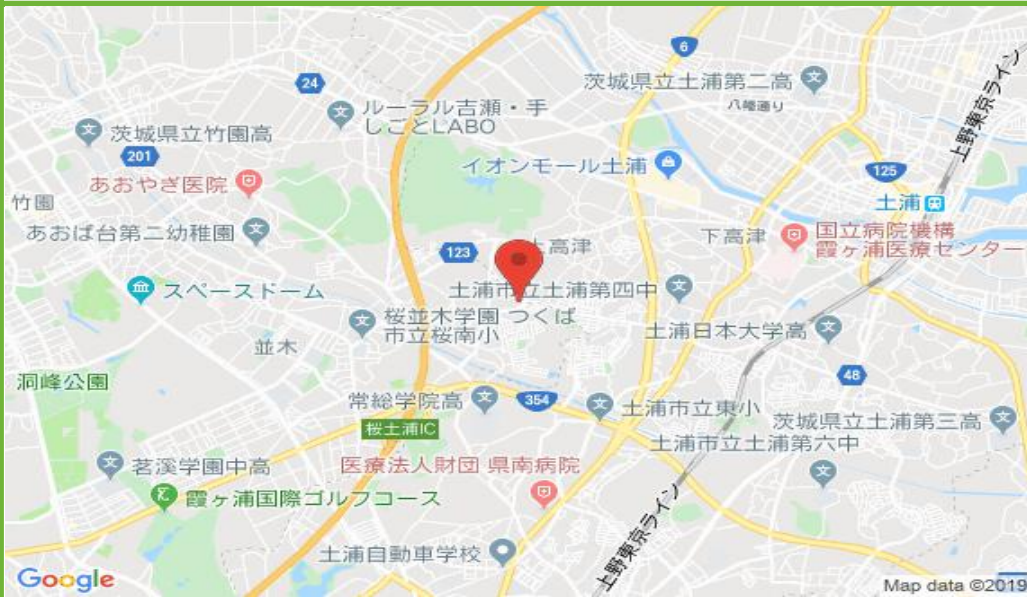 6
茨城県立土浦第二高
八幡通り
24
ルーラル吉瀬・手
しごとLABO
茨城県立竹園高
201
イオンモール土浦
上野東京ライン
125
あおやぎ医院
竹園
土浦
あおば台第二幼稚園
下高津
国立病院機構
霞ヶ浦医療センター
123
上高津
スペースドーム
土浦市立土浦第四中
桜並木学園 つくば
市立桜南小
土浦日本大学高
並木
洞峰公園
48
常総学院高
354
土浦市立東小
茨城県立土浦第三高
桜土浦IC
土浦市立土浦第六中
茗溪学園中高
医療法人財団 県南病院
霞ヶ浦国際ゴルフコース
上野東京ライン
土浦自動車学校
Google
Map data ©2019